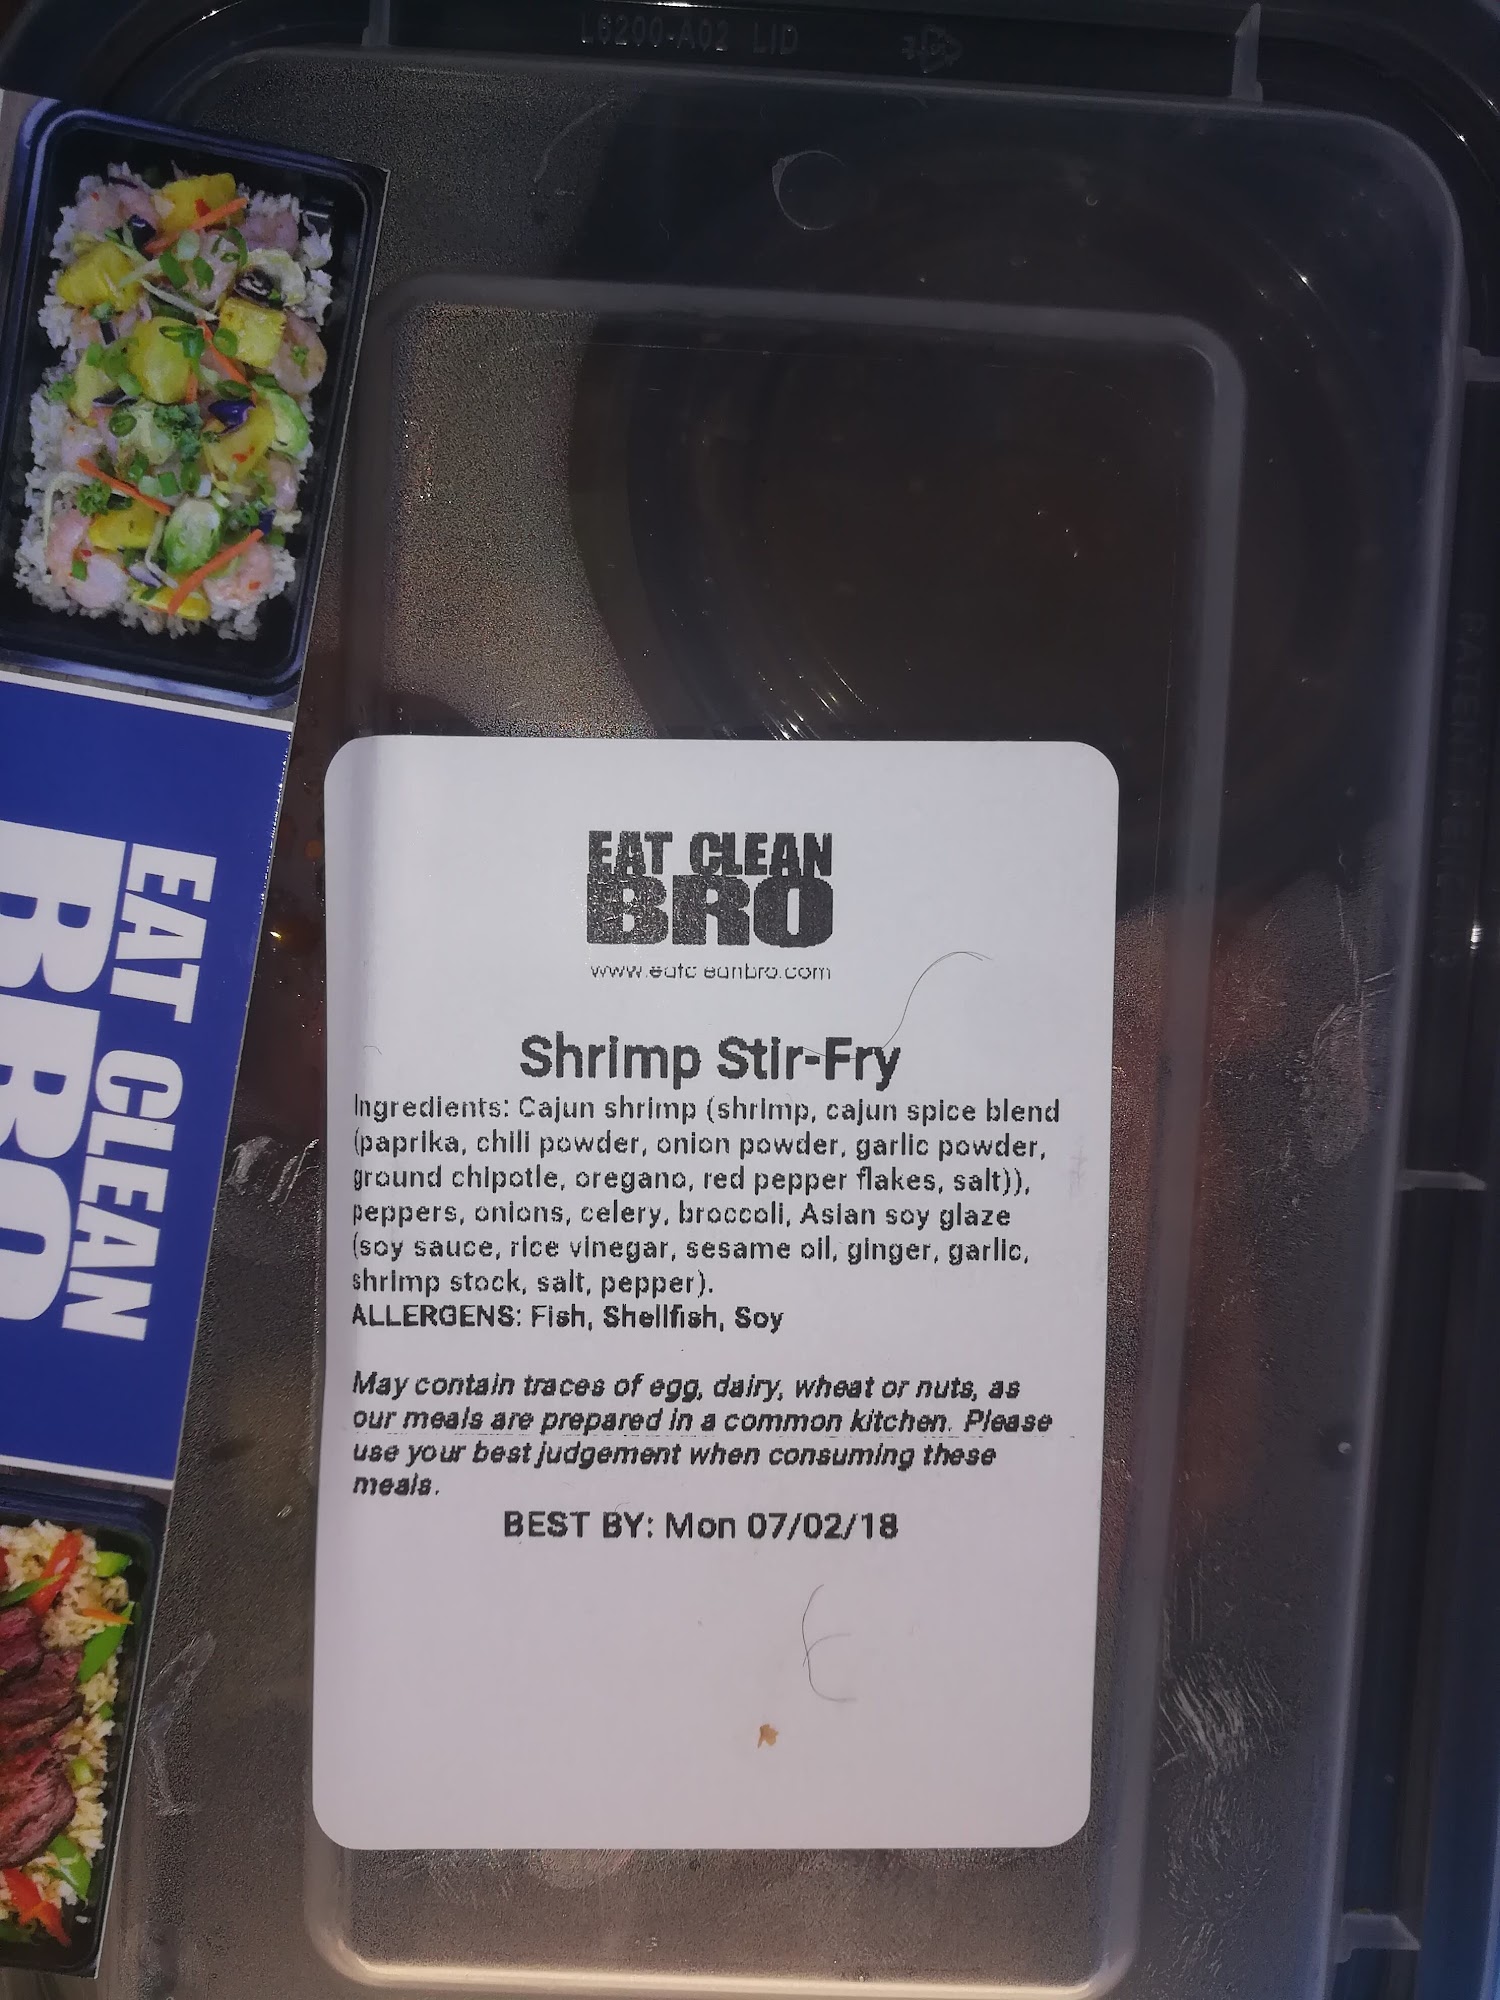 L6200-A02 LID
EAT CLEAN
BRO
EAT CLEAN
BRO
www.eatcleanbro.com
Shrimp Stir-Fry
Ingredients: Cajun shrimp (shrimp, cajun spice blend
(paprika, chili powder, onion powder, garlic powder,
ground chipotle, oregano, red pepper flakes, salt)),
peppers, onions, celery, broccoli, Asian soy glaze
(soy sauce, rice vinegar, sesame oil, ginger, garlic,
shrimp stock, salt, pepper).
ALLERGENS: Fish, Shellfish, Soy
May contain traces of egg, dairy, wheat or nuts, as
our meals are prepared in a common kitchen. Please
use your best judgement when consuming these
meals.
BEST BY: Mon 07/02/18